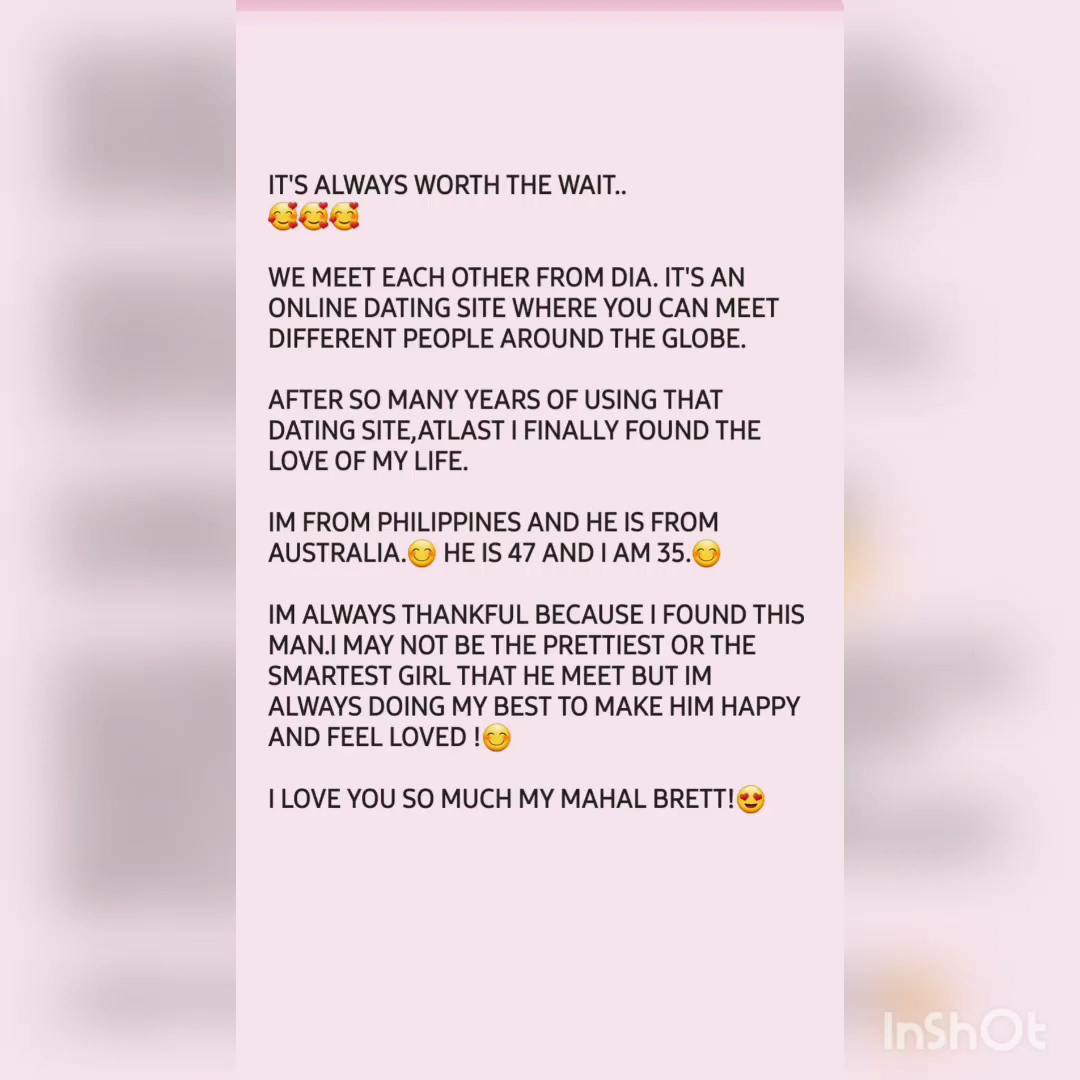 IT'S ALWAYS WORTH THE WAIT..
🥰🥰🥰
WE MEET EACH OTHER FROM DIA. IT'S AN
ONLINE DATING SITE WHERE YOU CAN MEET
DIFFERENT PEOPLE AROUND THE GLOBE.
AFTER SO MANY YEARS OF USING THAT
DATING SITE,ATLAST I FINALLY FOUND THE
LOVE OF MY LIFE.
IM FROM PHILIPPINES AND HE IS FROM
AUSTRALIA.😊 HE IS 47 AND I AM 35.😊
IM ALWAYS THANKFUL BECAUSE I FOUND THIS
MAN.I MAY NOT BE THE PRETTIEST OR THE
SMARTEST GIRL THAT HE MEET BUT IM
ALWAYS DOING MY BEST TO MAKE HIM HAPPY
AND FEEL LOVED !😊
I LOVE YOU SO MUCH MY MAHAL BRETT!😍
InShOt